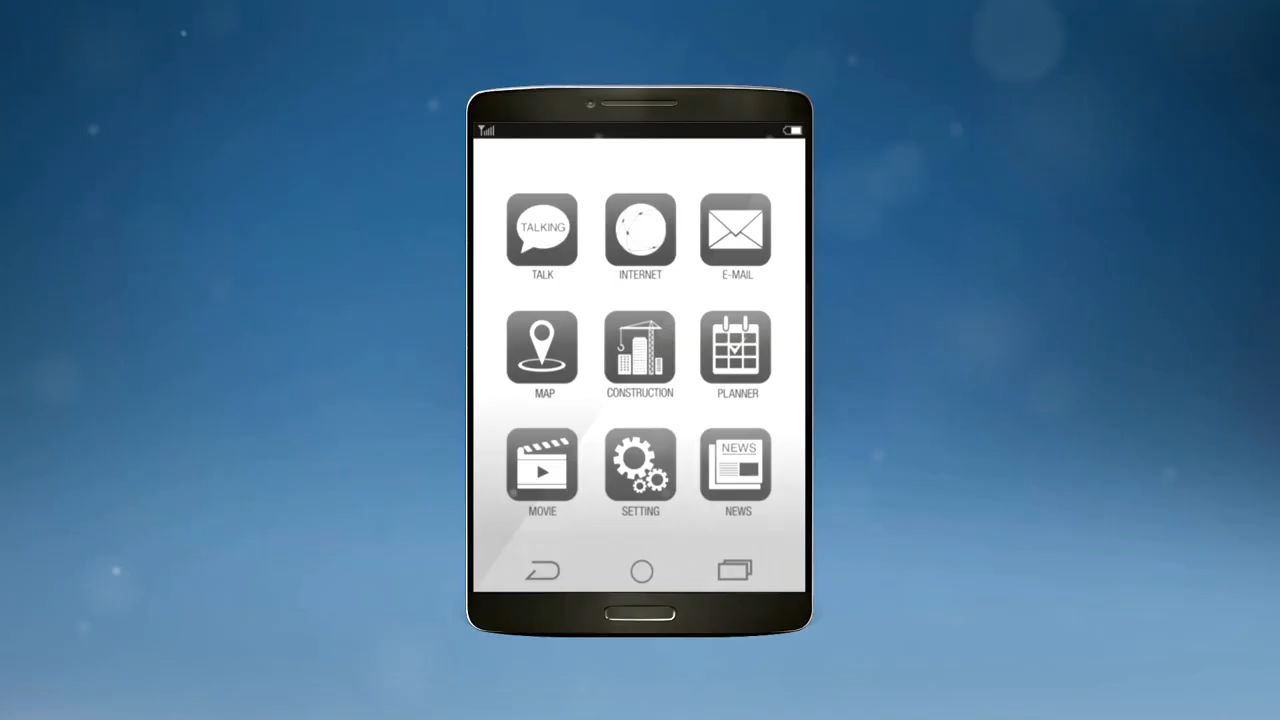 TALKING
TALK
INTERNET
E-MAIL
MAP
CONSTRUCTION
PLANNER
NEWS
MOVIE
SETTING
NEWS